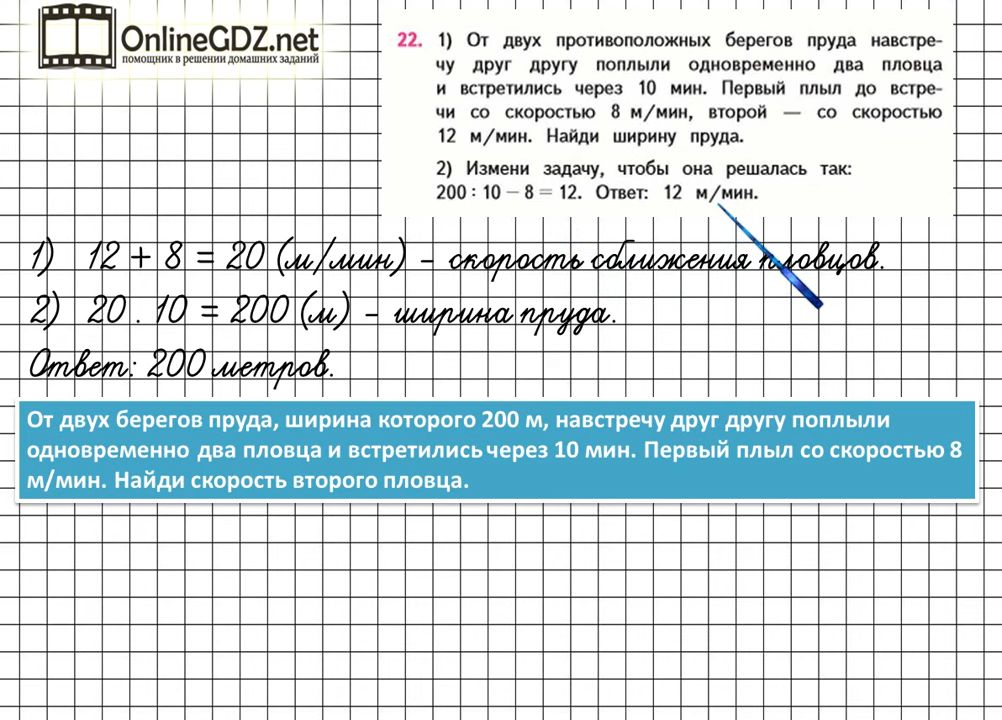 OnlineGDZ.net
помощник в решении домашних заданий
22. 1) От двух противоположных берегов пруда навстре-
чу друг другу поплыли одновременно два пловца
и встретились через 10 мин. Первый плыл до встре-
чи со скоростью 8 м/мин, второй — со скоростью
12 м/мин. Найди ширину пруда.
2) Измени задачу, чтобы она решалась так:
200 : 10 – 8 = 12. Ответ: 12 м/мин.
1) 12 + 8 = 20 (м/мин) – скорость сближения пловцов.
2) 20 . 10 = 200 (м) – ширина пруда.
Ответ: 200 метров.
От двух берегов пруда, ширина которого 200 м, навстречу друг другу поплыли
одновременно два пловца и встретились через 10 мин. Первый плыл со скоростью 8
м/мин. Найди скорость второго пловца.